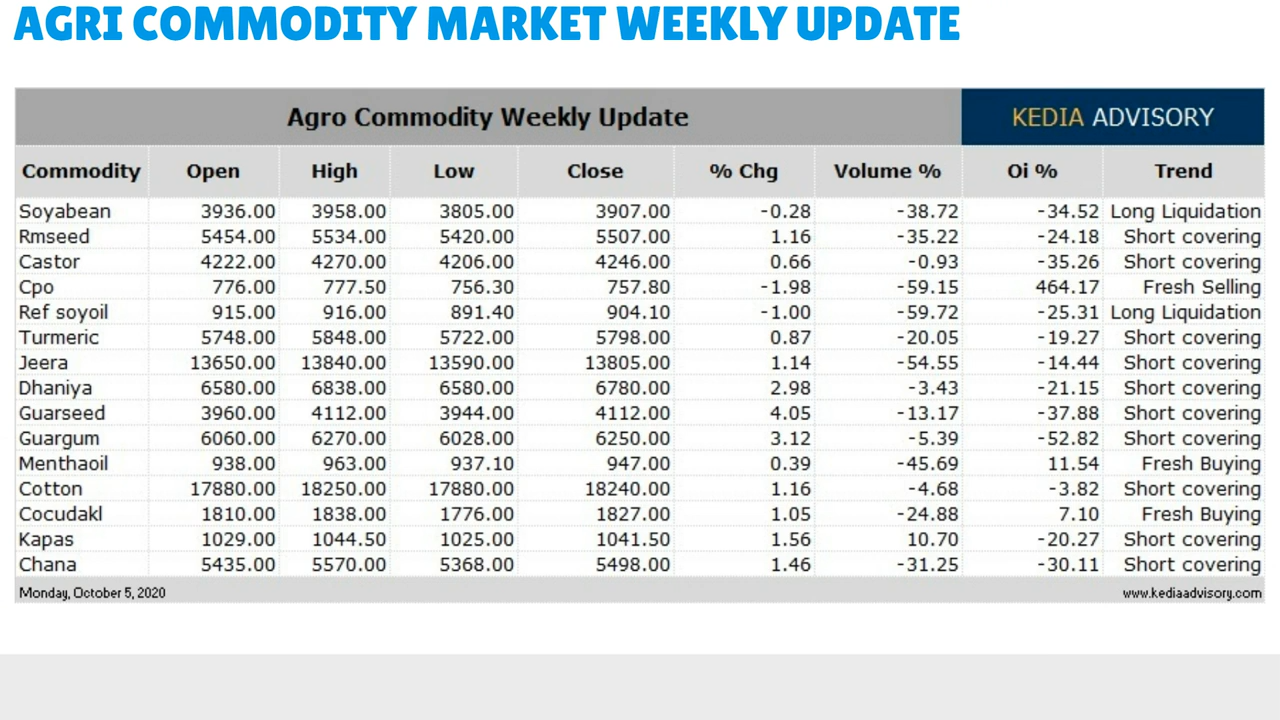 AGRI COMMODITY MARKET WEEKLY UPDATE
Agro Commodity Weekly Update KEDIA ADVISORY
Commodity Open High Low Close % Chg Volume % Oi % Trend
Soyabean 3936.00 3958.00 3805.00 3907.00 -0.28 -38.72 -34.52 Long Liquidation
Rmseed 5454.00 5534.00 5420.00 5507.00 1.16 -35.22 -24.18 Short covering
Castor 4222.00 4270.00 4206.00 4246.00 0.66 -0.93 -35.26 Short covering
Cpo 776.00 777.50 756.30 757.80 -1.98 -59.15 464.17 Fresh Selling
Ref soyoil 915.00 916.00 891.40 904.10 -1.00 -59.72 -25.31 Long Liquidation
Turmeric 5748.00 5848.00 5722.00 5798.00 0.87 -20.05 -19.27 Short covering
Jeera 13650.00 13840.00 13590.00 13805.00 1.14 -54.55 -14.44 Short covering
Dhaniya 6580.00 6838.00 6580.00 6780.00 2.98 -3.43 -21.15 Short covering
Guarseed 3960.00 4112.00 3944.00 4112.00 4.05 -13.17 -37.88 Short covering
Guargum 6060.00 6270.00 6028.00 6250.00 3.12 -5.39 -52.82 Short covering
Menthaoil 938.00 963.00 937.10 947.00 0.39 -45.69 11.54 Fresh Buying
Cotton 17880.00 18250.00 17880.00 18240.00 1.16 -4.68 -3.82 Short covering
Cocudakl 1810.00 1838.00 1776.00 1827.00 1.05 -24.88 7.10 Fresh Buying
Kapas 1029.00 1044.50 1025.00 1041.50 1.56 10.70 -20.27 Short covering
Chana 5435.00 5570.00 5368.00 5498.00 1.46 -31.25 -30.11 Short covering
Monday, October 5, 2020 www.kediaadvisory.com